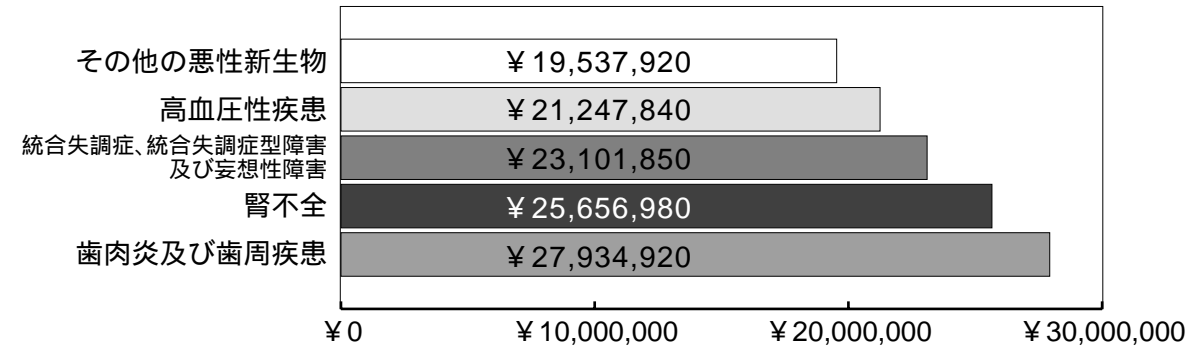 その他の悪性新生物
¥19,537,920
高血圧性疾患
¥21,247,840
統合失調症、統合失調症型障害
及び妄想性障害
¥23,101,850
腎不全
¥25,656,980
歯肉炎及び歯周疾患
¥27,934,920
¥0 ¥10,000,000 ¥20,000,000 ¥30,000,000